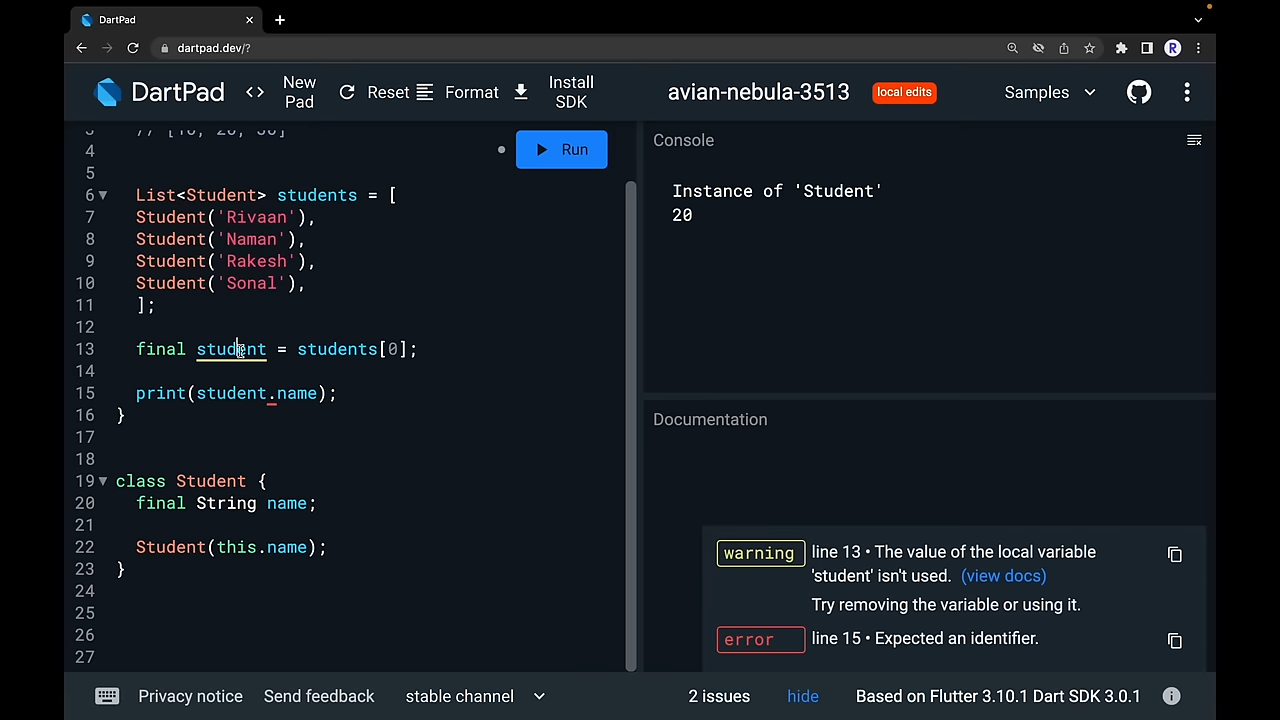 DartPad
dartpad.dev/?
R
DartPad
<> New Pad
Reset
Format
Install SDK
avian-nebula-3513
local edits
Samples
3 // [10, 20, 30]
4
5
6 List<Student> students = [
7 Student('Rivaan'),
8 Student('Naman'),
9 Student('Rakesh'),
10 Student('Sonal'),
11 ];
12
13 final student = students[0];
14
15 print(student.name);
16 }
17
18
19 class Student {
20 final String name;
21
22 Student(this.name);
23 }
24
25
26
27
Run
Console
Instance of 'Student'
20
Documentation
warning line 13 • The value of the local variable
'student' isn't used. (view docs)
Try removing the variable or using it.
error line 15 • Expected an identifier.
Privacy notice Send feedback stable channel 2 issues hide Based on Flutter 3.10.1 Dart SDK 3.0.1